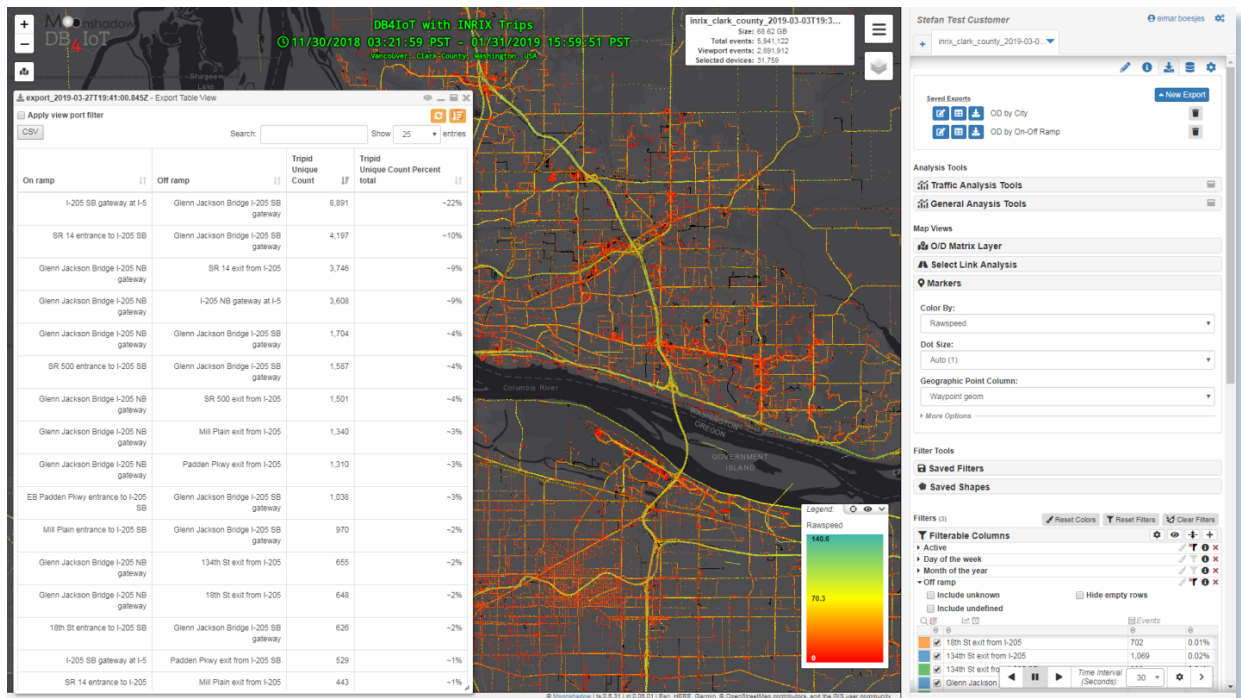 Moonshadow
DB4IoT
DB4IoT with INRIX Trips
11/30/2018 03:21:59 PST - 01/31/2019 15:59:51 PST
Vancouver, Clark County, Washington, USA
inrix_clark_county_2019-03-03T19:3...
Size: 68.62 GB
Total events: 5,941,122
Viewport events: 2,891,912
Selected devices: 31,759
export_2019-03-27T19:41:00.845Z - Export Table View
Apply view port filter
CSV
Search:
Show 25 entries
On ramp
Off ramp
Tripid Unique Count
Tripid Unique Count Percent total
I-205 SB gateway at I-5 Glenn Jackson Bridge I-205 SB gateway 8,891 ~22%
SR 14 entrance to I-205 SB Glenn Jackson Bridge I-205 SB gateway 4,197 ~10%
Glenn Jackson Bridge I-205 NB gateway SR 14 exit from I-205 3,746 ~9%
Glenn Jackson Bridge I-205 NB gateway I-205 NB gateway at I-5 3,608 ~9%
Glenn Jackson Bridge I-205 NB gateway Glenn Jackson Bridge I-205 SB gateway 1,704 ~4%
SR 500 entrance to I-205 SB Glenn Jackson Bridge I-205 SB gateway 1,587 ~4%
Glenn Jackson Bridge I-205 NB gateway SR 500 exit from I-205 1,501 ~4%
Glenn Jackson Bridge I-205 NB gateway Mill Plain exit from I-205 1,340 ~3%
Glenn Jackson Bridge I-205 NB gateway Padden Pkwy exit from I-205 1,310 ~3%
EB Padden Pkwy entrance to I-205 SB Glenn Jackson Bridge I-205 SB gateway 1,038 ~3%
Mill Plain entrance to I-205 SB Glenn Jackson Bridge I-205 SB gateway 970 ~2%
Glenn Jackson Bridge I-205 NB gateway 134th St exit from I-205 655 ~2%
Glenn Jackson Bridge I-205 NB gateway 18th St exit from I-205 648 ~2%
18th St entrance to I-205 SB Glenn Jackson Bridge I-205 SB gateway 626 ~2%
I-205 SB gateway at I-5 Padden Pkwy exit from I-205 SB 529 ~1%
SR 14 entrance to I-205 SB Mill Plain exit from I-205 443 ~1%
Sturgeon Lake
Columbia River
WASHINGTON
OREGON
GOVERNMENT ISLAND
Legend:
Rawspeed
140.6
70.3
0
© Moonshadow
contributors, and the GIS user community
Stefan Test Customer
eimar.boesjes
+
inrix_clark_county_2019-03-0...
New Export
Saved Exports
OD by City
OD by On-Off Ramp
Analysis Tools
Traffic Analysis Tools
General Anaysis Tools
Map Views
O/D Matrix Layer
Select Link Analysis
Markers
Color By:
Rawspeed
Dot Size:
Auto (1)
Geographic Point Column:
Waypoint geom
More Options
Filter Tools
Saved Filters
Saved Shapes
Filters (3)
Reset Colors
Reset Filters
Clear Filters
Filterable Columns
Active
Day of the week
Month of the year
Off ramp
Include unknown
Hide empty rows
Include undefined
Events
18th St exit from I-205 702 0.01%
134th St exit from I-205 1,069 0.02%
134th St exit fro
Glenn Jackson
Time Interval (Seconds):
30